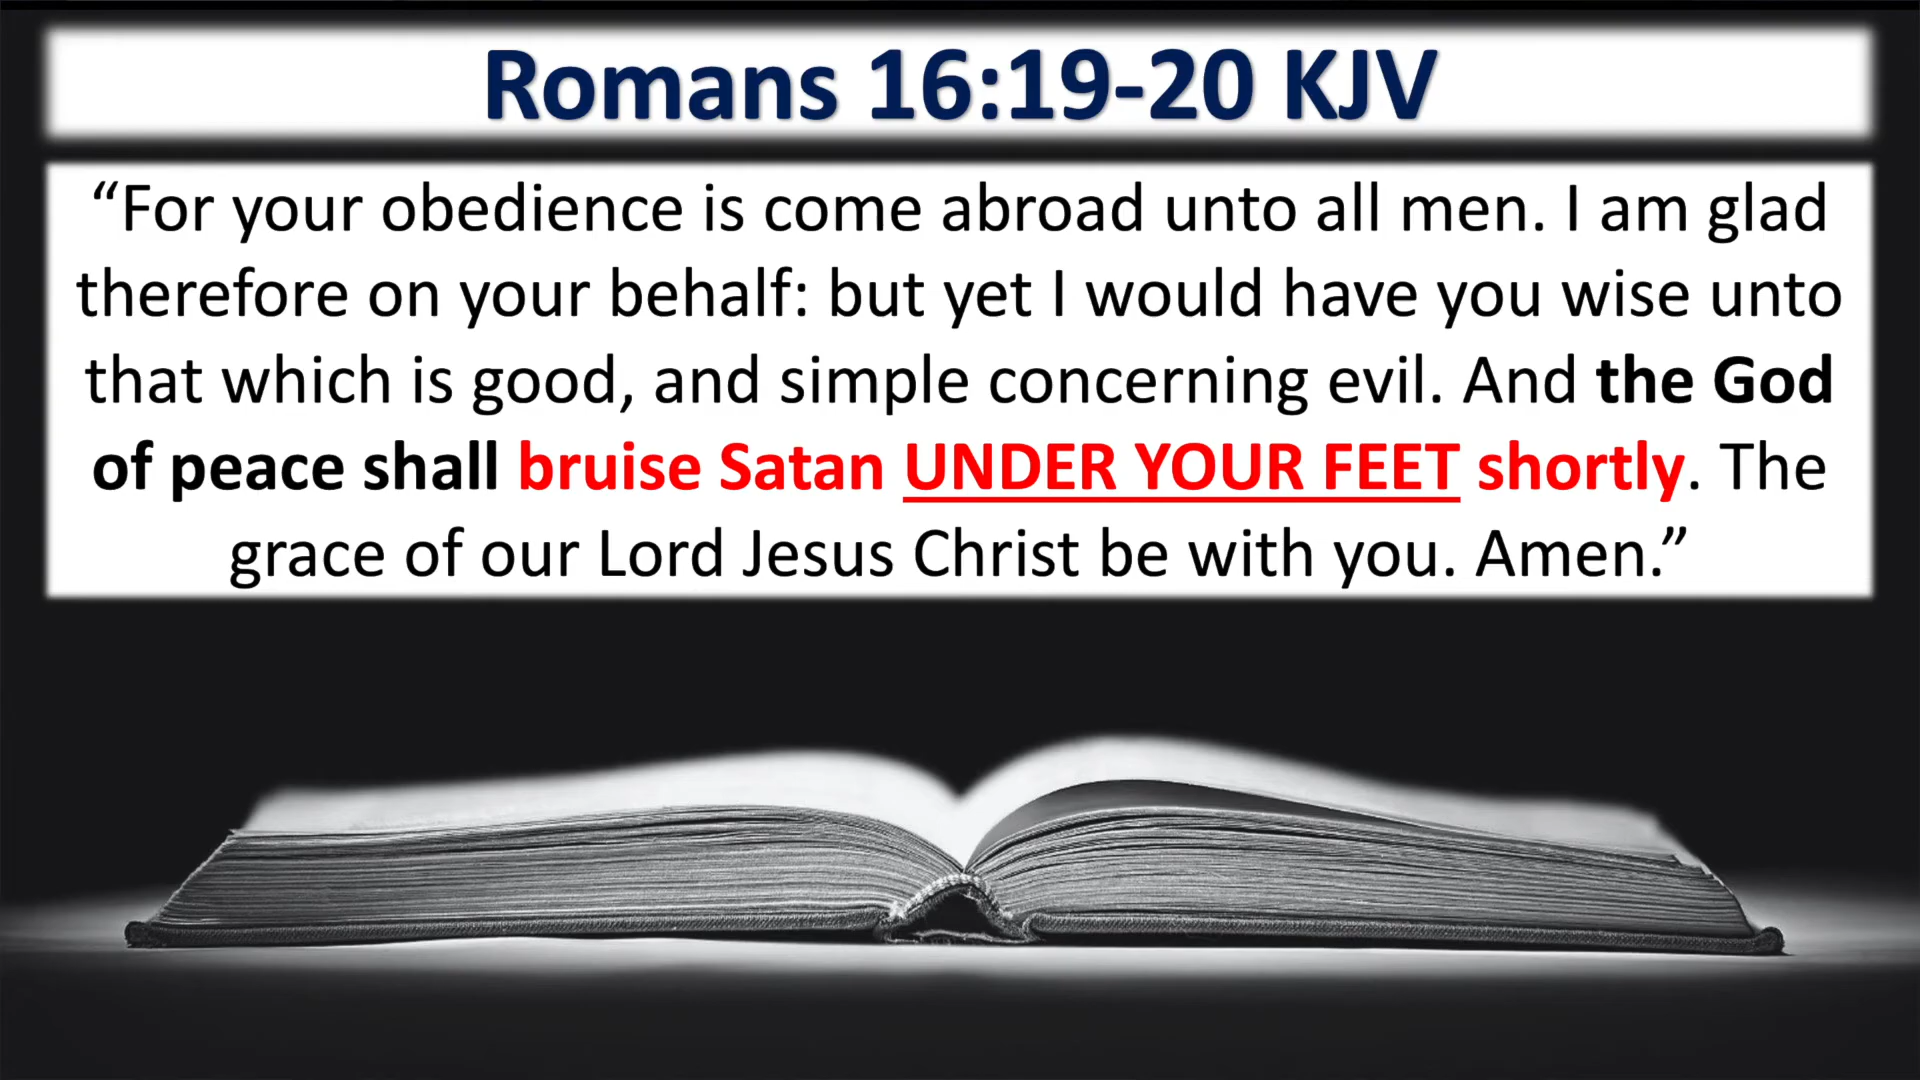 Romans 16:19-20 KJV
“For your obedience is come abroad unto all men. I am glad
therefore on your behalf: but yet I would have you wise unto
that which is good, and simple concerning evil. And the God
of peace shall bruise Satan UNDER YOUR FEET shortly. The
grace of our Lord Jesus Christ be with you. Amen.”